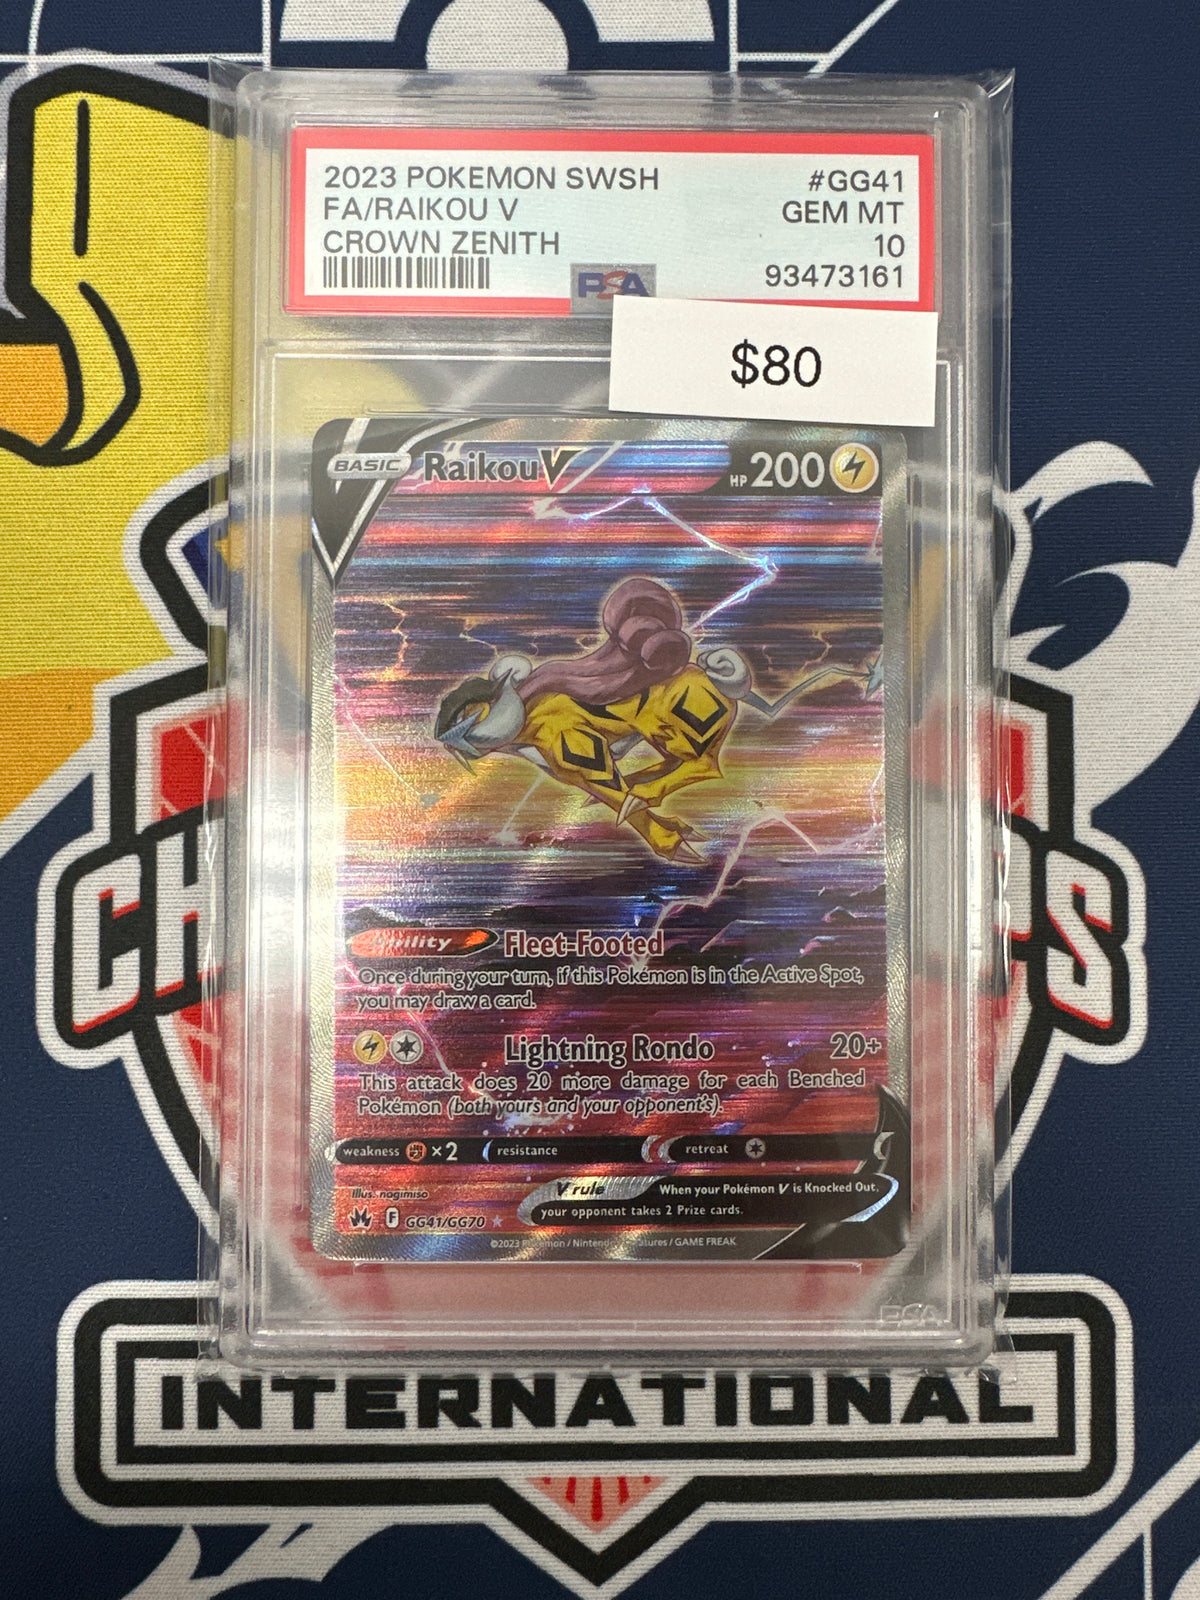 2023 POKEMON SWSH #GG41
FA/RAIKOU V GEM MT
CROWN ZENITH 10
93473161
PSA
$80
BASIC Raikou V HP 200
Ability Fleet-Footed
Once during your turn, if this Pokémon is in the Active Spot,
you may draw a card.
Lightning Rondo 20+
This attack does 20 more damage for each Benched
Pokémon (both yours and your opponent's).
weakness ×2 resistance retreat
Illus. nagimiso
V rule When your Pokémon V is Knocked Out,
your opponent takes 2 Prize cards.
F GG41/GG70
©2023 Pokémon / Nintendo / Creatures / GAME FREAK
PSA
INTERNATIONAL